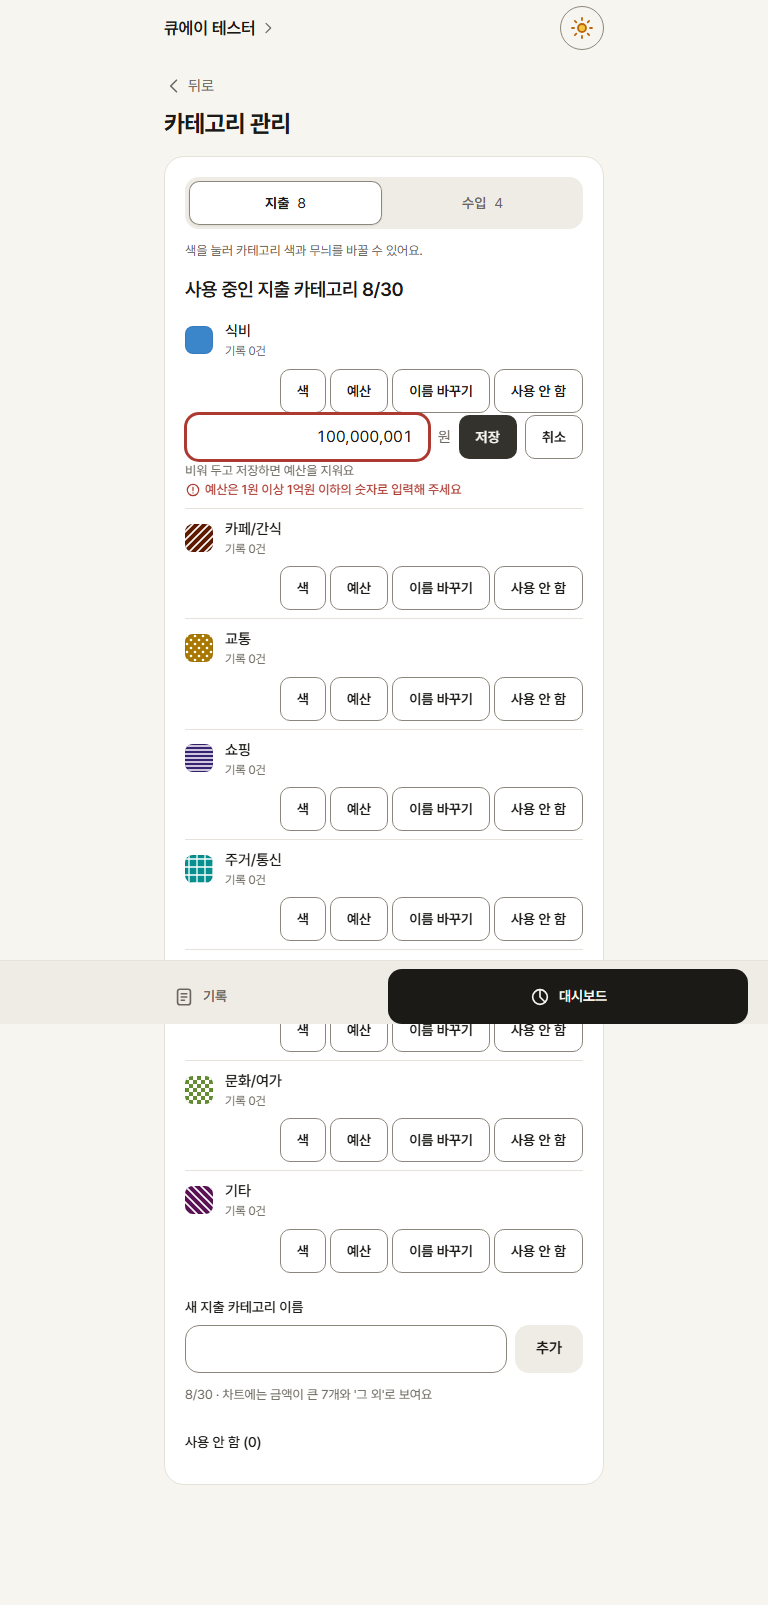 큐에이 테스터
뒤로
카테고리 관리
지출 8
수입 4
색을 눌러 카테고리 색과 무늬를 바꿀 수 있어요.
사용 중인 지출 카테고리 8/30
식비
기록 0건
색 예산 이름 바꾸기 사용 안 함
100,000,001 원 저장 취소
비워 두고 저장하면 예산을 지워요
예산은 1원 이상 1억원 이하의 숫자로 입력해 주세요
카페/간식
기록 0건
색 예산 이름 바꾸기 사용 안 함
교통
기록 0건
색 예산 이름 바꾸기 사용 안 함
쇼핑
기록 0건
색 예산 이름 바꾸기 사용 안 함
주거/통신
기록 0건
색 예산 이름 바꾸기 사용 안 함
기록 대시보드
색 예산 이름 바꾸기 사용 안 함
문화/여가
기록 0건
색 예산 이름 바꾸기 사용 안 함
기타
기록 0건
색 예산 이름 바꾸기 사용 안 함
새 지출 카테고리 이름
추가
8/30 · 차트에는 금액이 큰 7개와 '그 외'로 보여요
사용 안 함 (0)